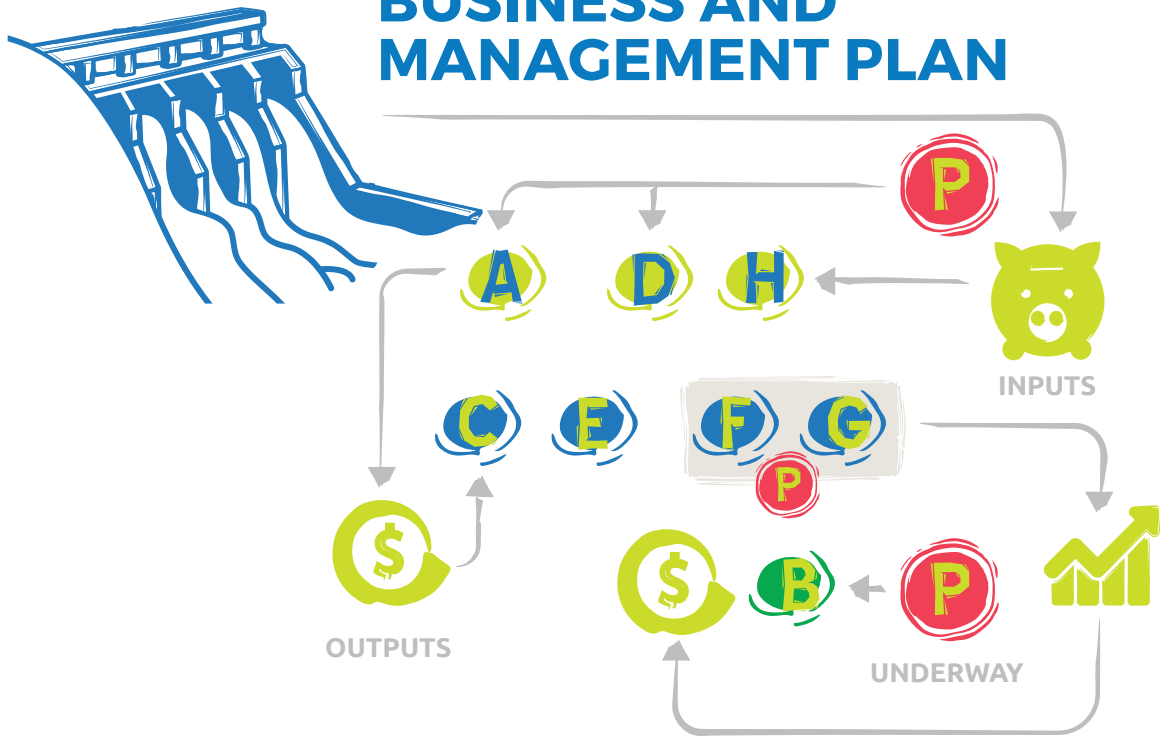 BUSINESS AND
MANAGEMENT PLAN
P
A D H
INPUTS
C E F G
P
$
$ B P
OUTPUTS
UNDERWAY